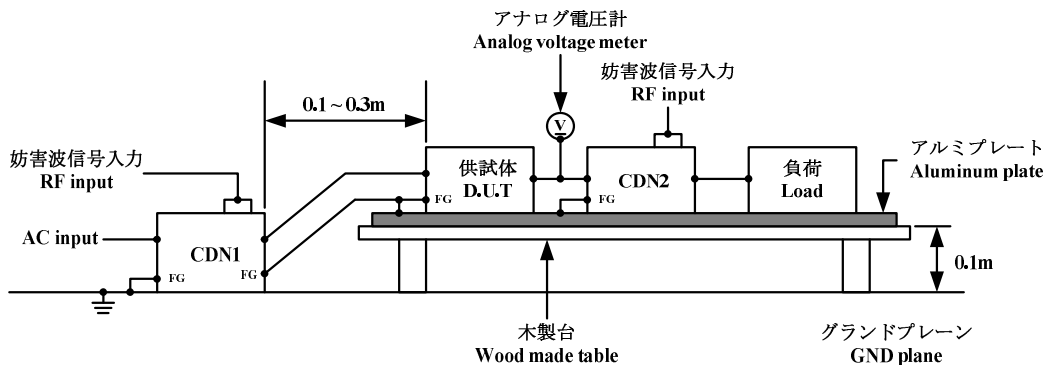 アナログ電圧計
Analog voltage meter
妨害波信号入力
RF input
0.1~0.3m
V
妨害波信号入力
RF input
供試体
D.U.T
FG
CDN2
負荷
Load
アルミプレート
Aluminum plate
AC input
CDN1
FG
FG
FG
0.1m
木製台
Wood made table
グランドプレーン
GND plane